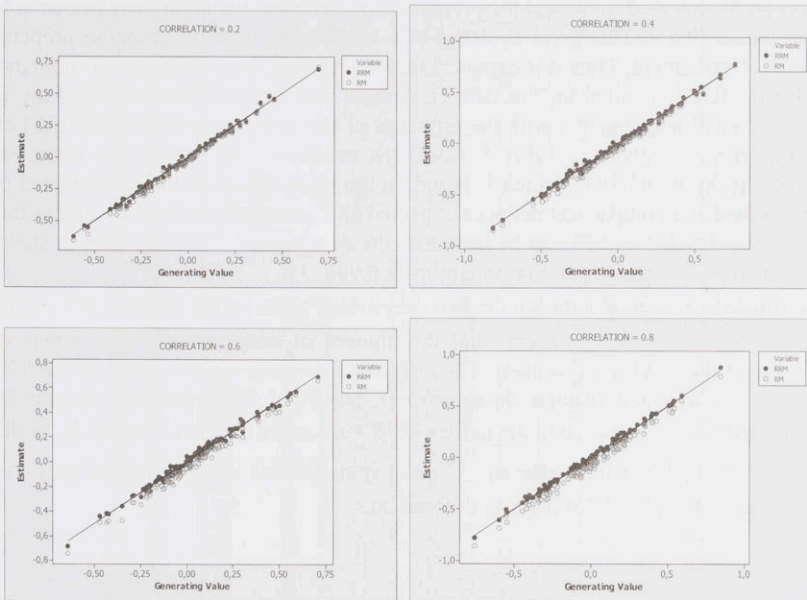 CORRELATION = 0.2
0,75
0,50
0,25
0,00
-0,25
-0,50
Estimate
-0,50 -0,25 0,00 0,25 0,50 0,75
Generating Value
Variable
RRM
RM
CORRELATION = 0.4
1,0
0,5
0,0
-0,5
-1,0
Estimate
-1,0 -0,5 0,0 0,5 1,0
Generating Value
Variable
RRM
RM
CORRELATION = 0.6
0,8
0,6
0,4
0,2
0,0
-0,2
-0,4
-0,6
-0,8
Estimate
-0,50 -0,25 0,00 0,25 0,50 0,75
Generating Value
Variable
RRM
RM
CORRELATION = 0.8
1,0
0,5
0,0
-0,5
-1,0
Estimate
-0,5 0,0 0,5 1,0
Generating Value
Variable
RRM
RM